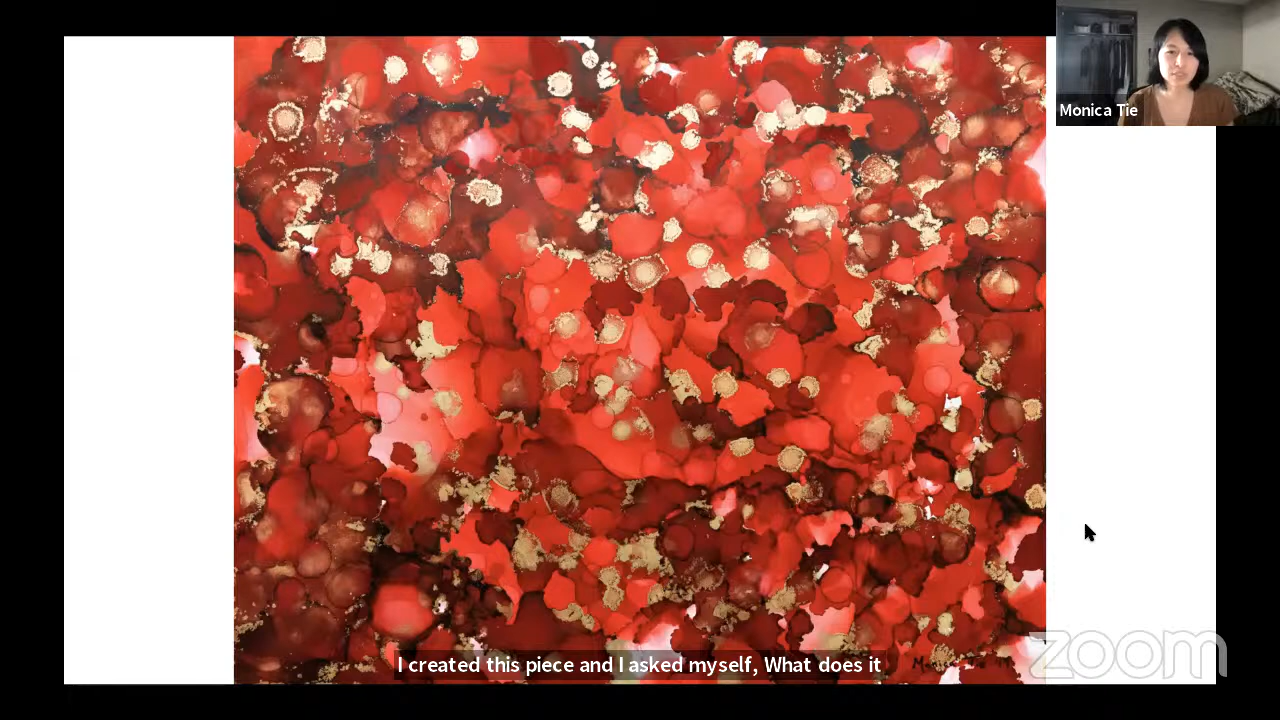 Monica Tie
I created this piece and I asked myself, What does it
zoom